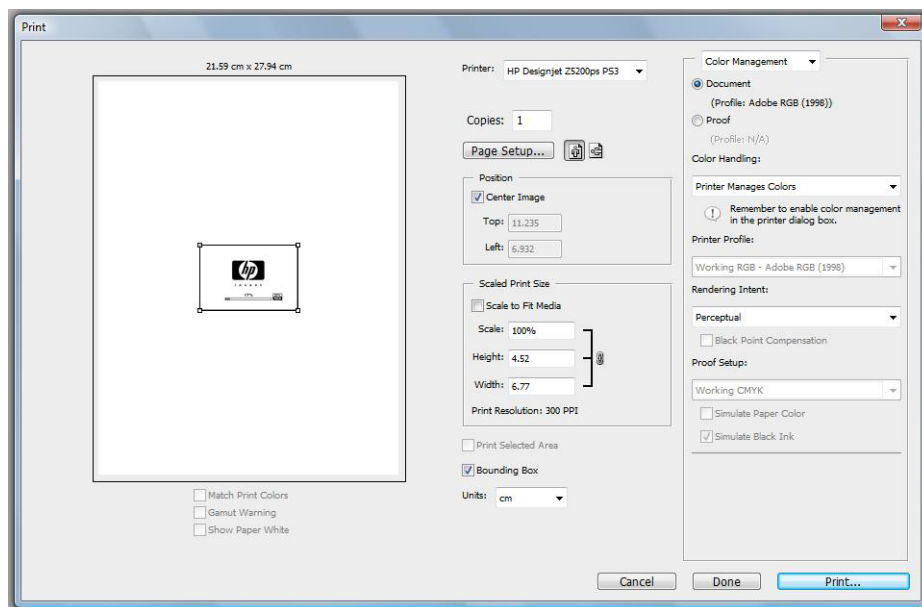 Print
21.59 cm x 27.94 cm
hp
invent
Match Print Colors
Gamut Warning
Show Paper White
Printer: HP Designjet Z5200ps PS3
Copies: 1
Page Setup...
Position
Center Image
Top: 11.235
Left: 6.932
Scaled Print Size
Scale to Fit Media
Scale: 100%
Height: 4.52
Width: 6.77
Print Resolution: 300 PPI
Print Selected Area
Bounding Box
Units: cm
Color Management
Document
(Profile: Adobe RGB (1998))
Proof
(Profile: N/A)
Color Handling:
Printer Manages Colors
Remember to enable color management
in the printer dialog box.
Printer Profile:
Working RGB - Adobe RGB (1998)
Rendering Intent:
Perceptual
Black Point Compensation
Proof Setup:
Working CMYK
Simulate Paper Color
Simulate Black Ink
Cancel
Done
Print...